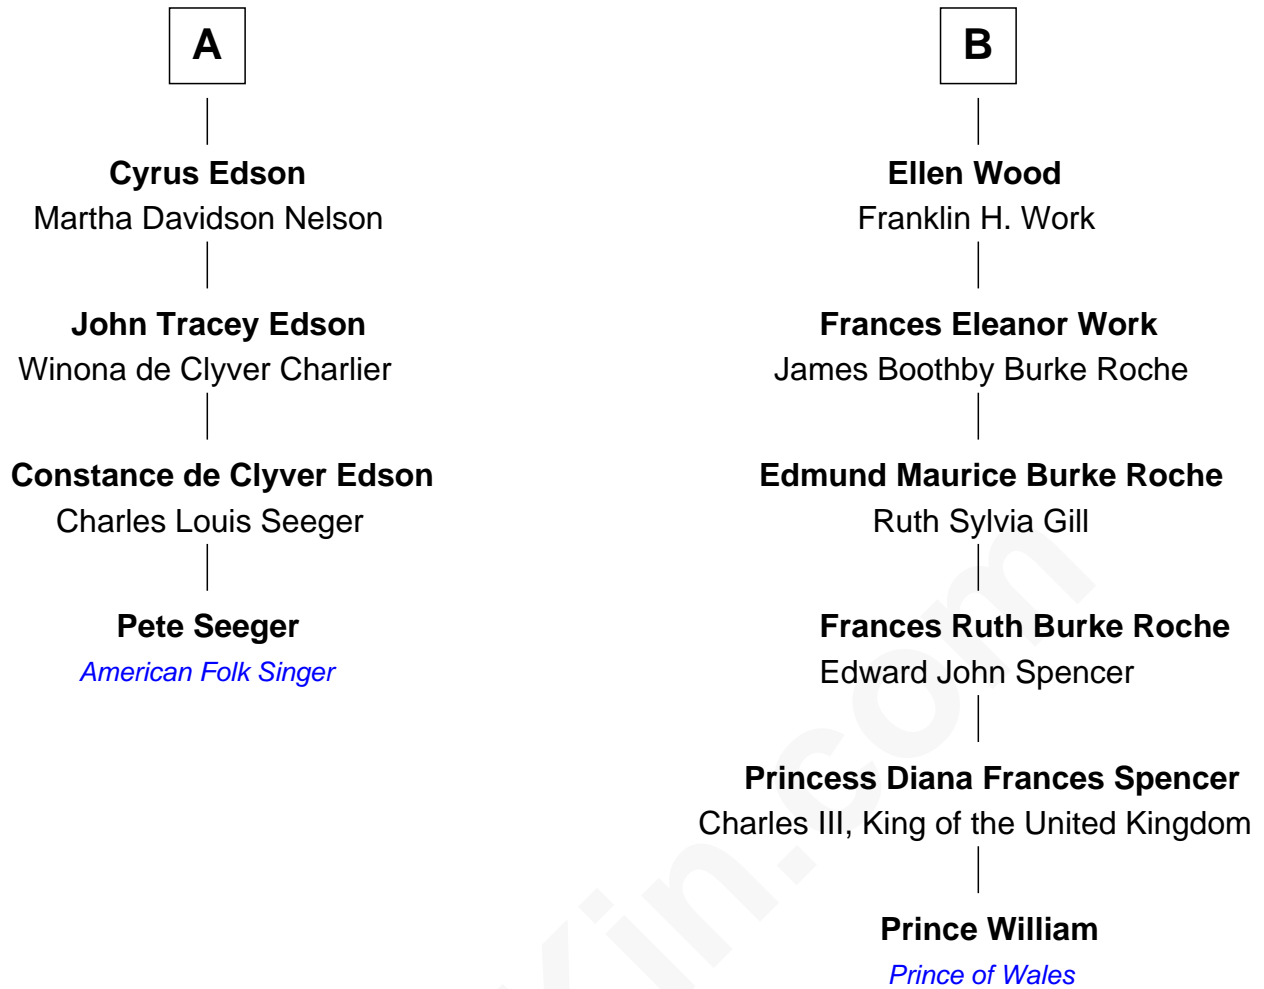 A
Cyrus Edson
Martha Davidson Nelson
John Tracey Edson
Winona de Clyver Charlier
Constance de Clyver Edson
Charles Louis Seeger
Pete Seeger
American Folk Singer
B
Ellen Wood
Franklin H. Work
Frances Eleanor Work
James Boothby Burke Roche
Edmund Maurice Burke Roche
Ruth Sylvia Gill
Frances Ruth Burke Roche
Edward John Spencer
Princess Diana Frances Spencer
Charles III, King of the United Kingdom
Prince William
Prince of Wales
Kin.com